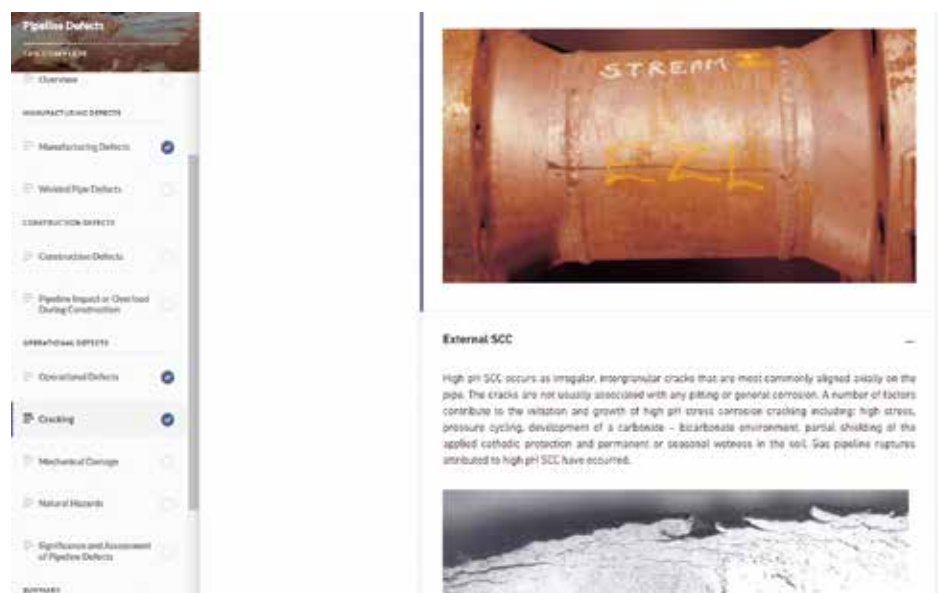 Pipeline Defects
COMPLETE
Overview
MANUFACTURING DEFECTS
Manufacturing Defects
Welded Pipe Defects
CONSTRUCTION DEFECTS
Construction Defects
Pipeline Impact or Overload
During Construction
OPERATIONAL DEFECTS
Operational Defects
Cracking
Mechanical Damage
Natural Hazards
Significance and Assessment
of Pipeline Defects
SUMMARY
STREAM I
EZL
External SCC
High pH SCC occurs as irregular, intergranular cracks that are most commonly aligned axially on the
pipe. The cracks are not usually associated with any pitting or general corrosion. A number of factors
contribute to the initiation and growth of high pH stress corrosion cracking including: high stress,
pressure cycling, development of a carbonate – bicarbonate environment, partial shielding of the
applied cathodic protection and permanent or seasonal wetness in the soil. Gas pipeline ruptures
attributed to high pH SCC have occurred.